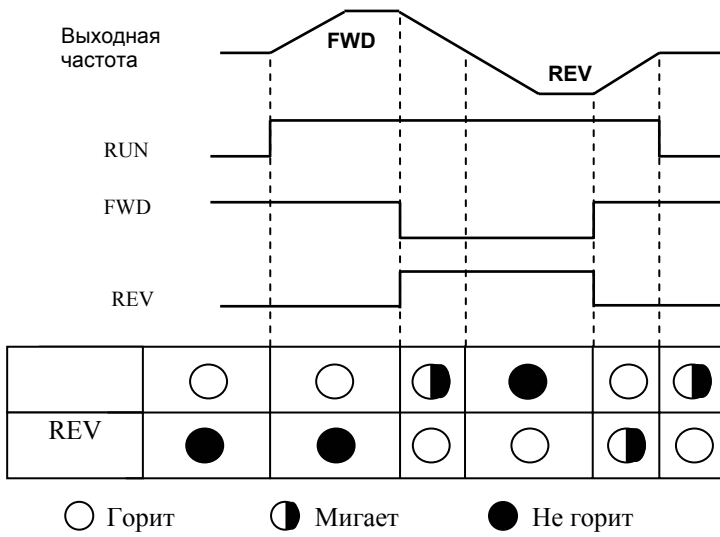 Выходная
частота
FWD
REV
RUN
FWD
REV
REV
Горит Мигает Не горит